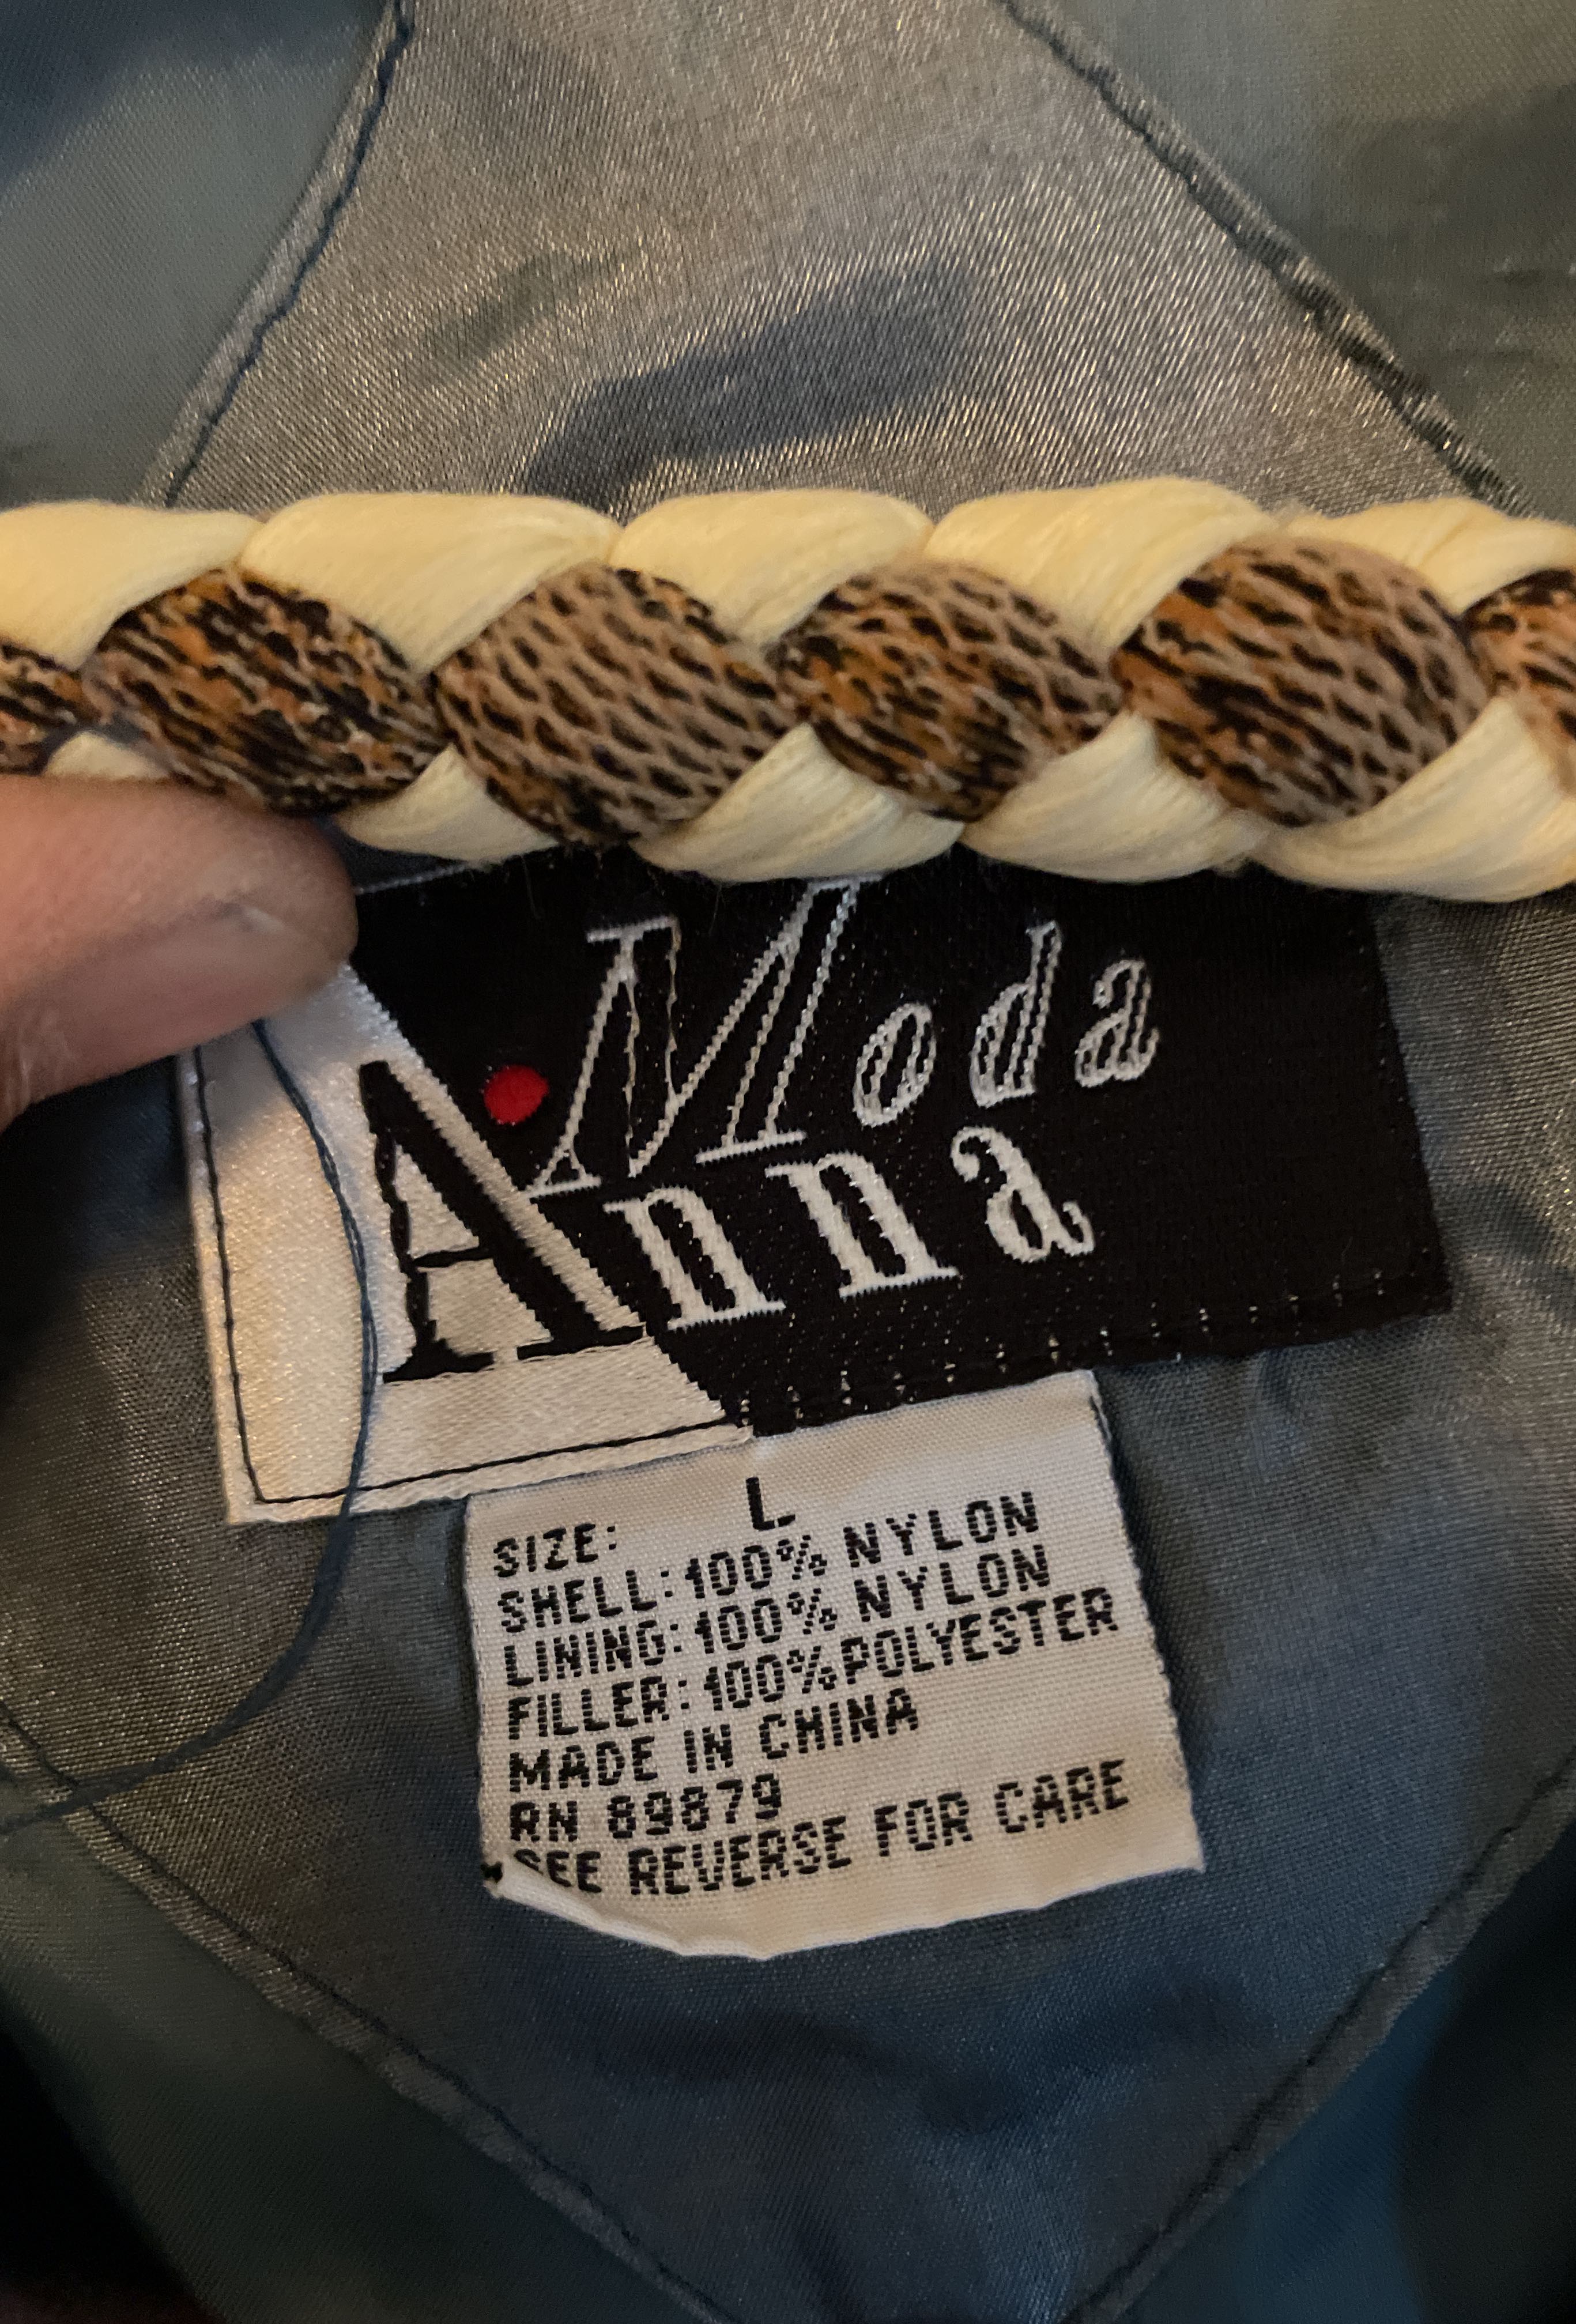 Moda
Anna
SIZE: L
SHELL:100% NYLON
LINING:100% NYLON
FILLER:100%POLYESTER
MADE IN CHINA
RN 89879
SEE REVERSE FOR CARE